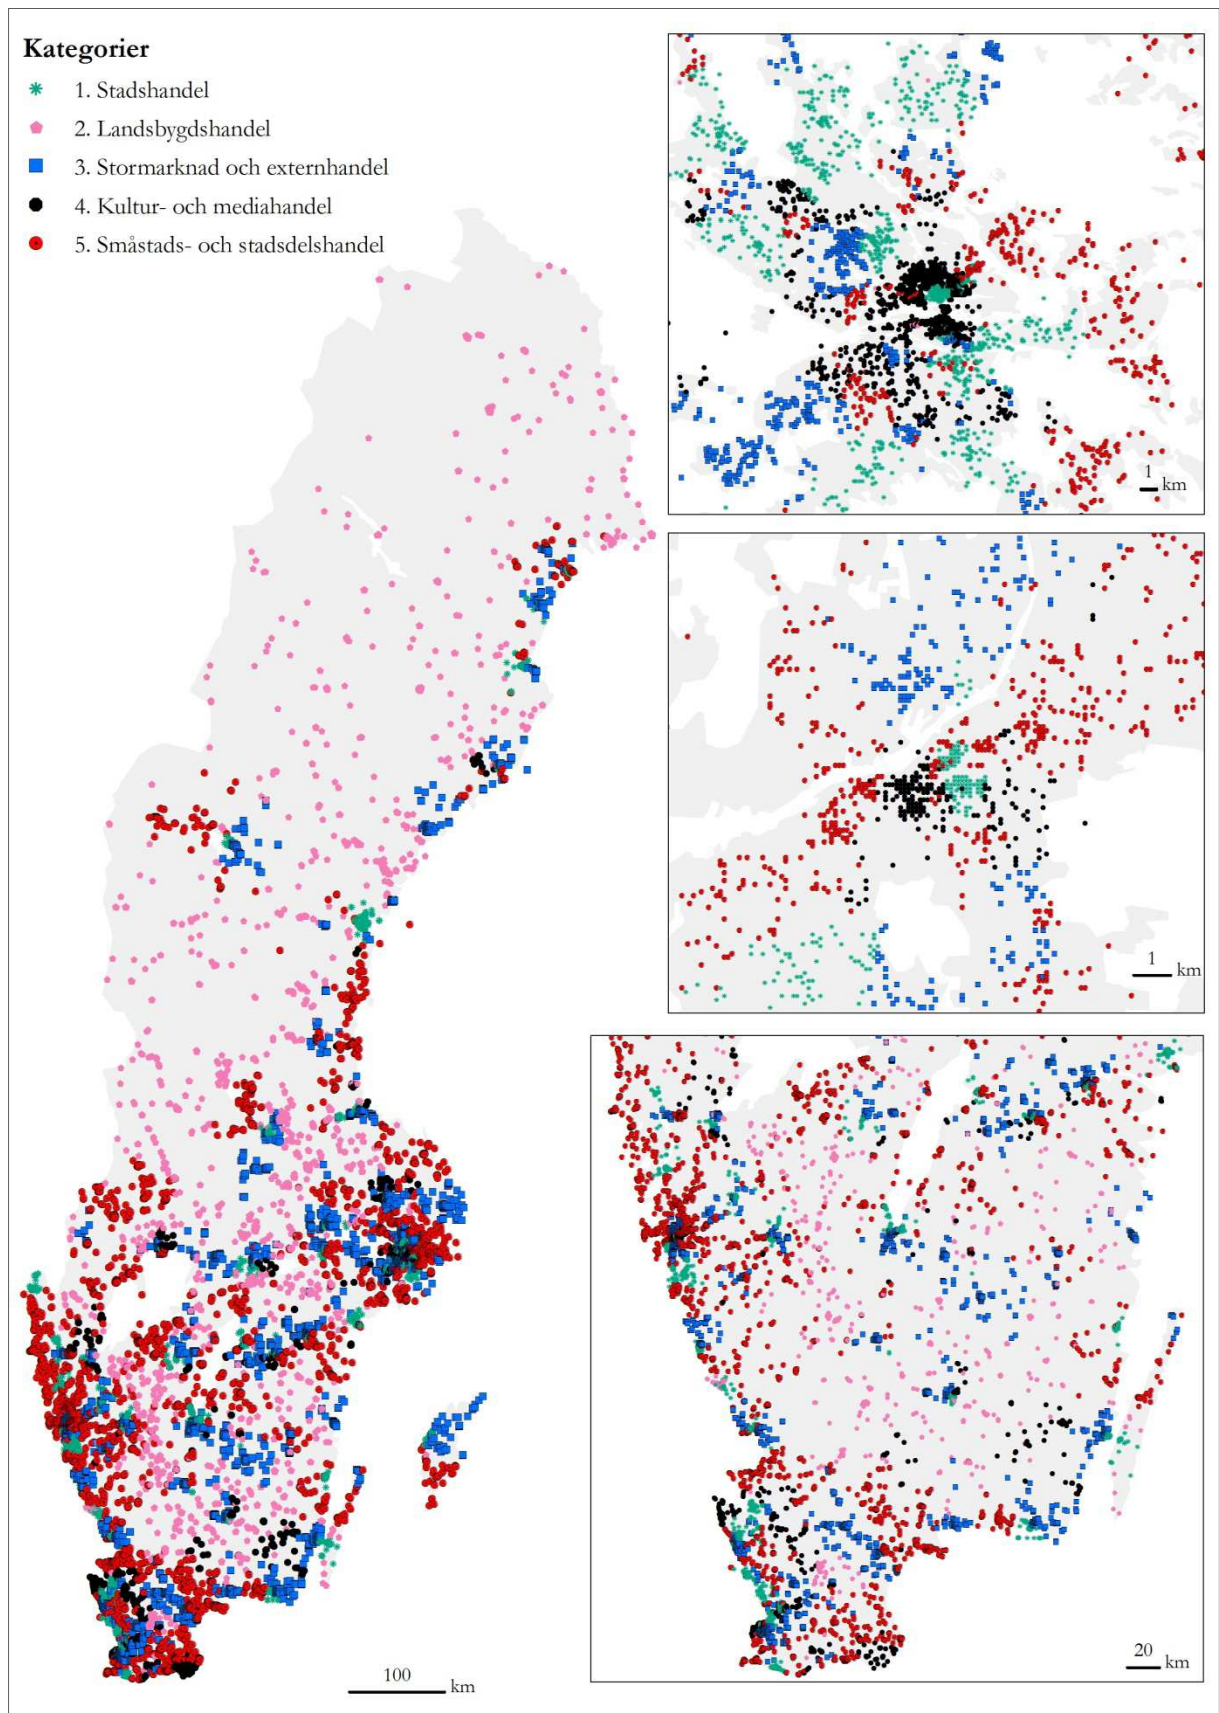 Kategorier
1. Stadshandel
2. Landsbygdshandel
3. Stormarknad och externhandel
4. Kultur- och mediahandel
5. Småstads- och stadsdelshandel
1
km
1
km
20
km
100
km